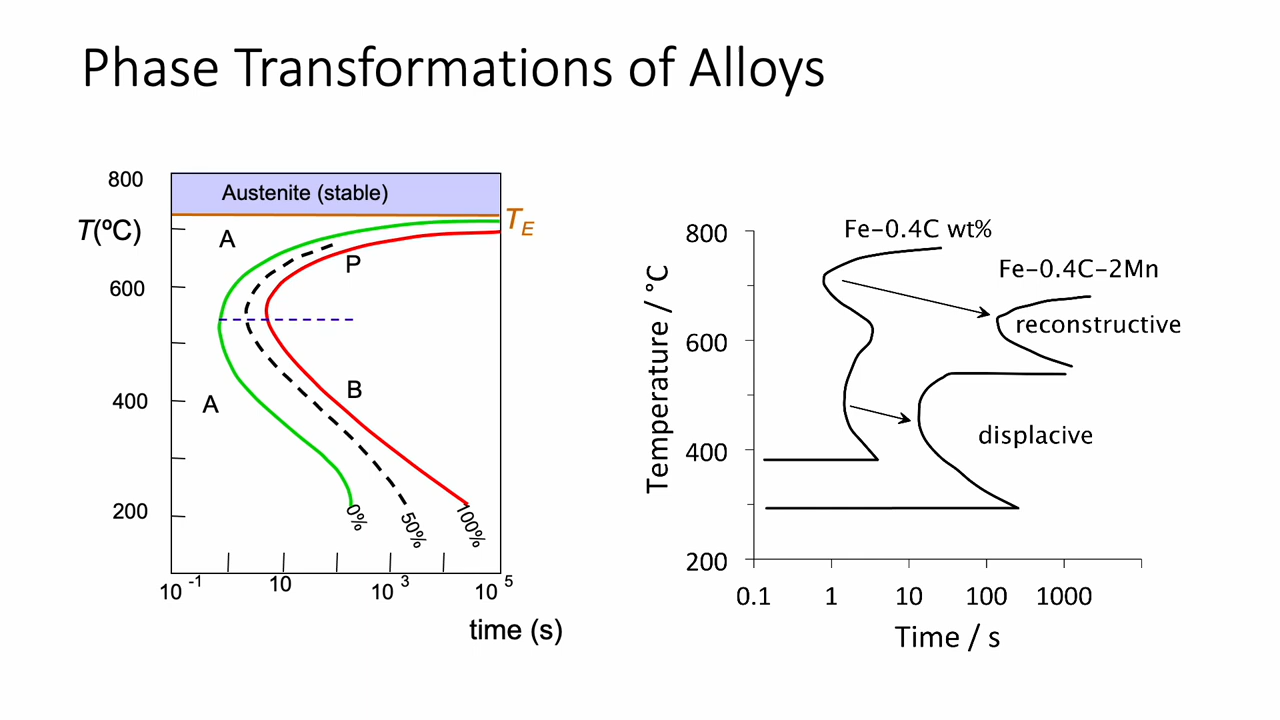 Phase Transformations of Alloys
800
Austenite (stable)
T(ºC)
A
TE
P
600
B
400
A
200
0%
50%
100%
10 -1
10
10 3
10 5
time (s)
Fe-0.4C wt%
Fe-0.4C-2Mn
reconstructive
displacive
Temperature / °C
800
600
400
200
0.1
1
10
100
1000
Time / s